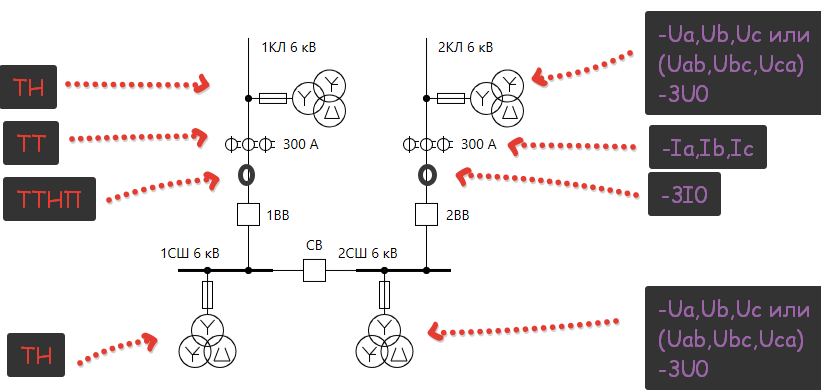 1КЛ 6 кВ
2КЛ 6 кВ
-Ua,Ub,Uc или
(Uab,Ubc,Uca)
-3U0
ТН
ТТ
300 А
300 А
-Ia,Ib,Ic
ТТНП
-3I0
1ВВ
2ВВ
1СШ 6 кВ
СВ
2СШ 6 кВ
ТН
-Ua,Ub,Uc или
(Uab,Ubc,Uca)
-3U0